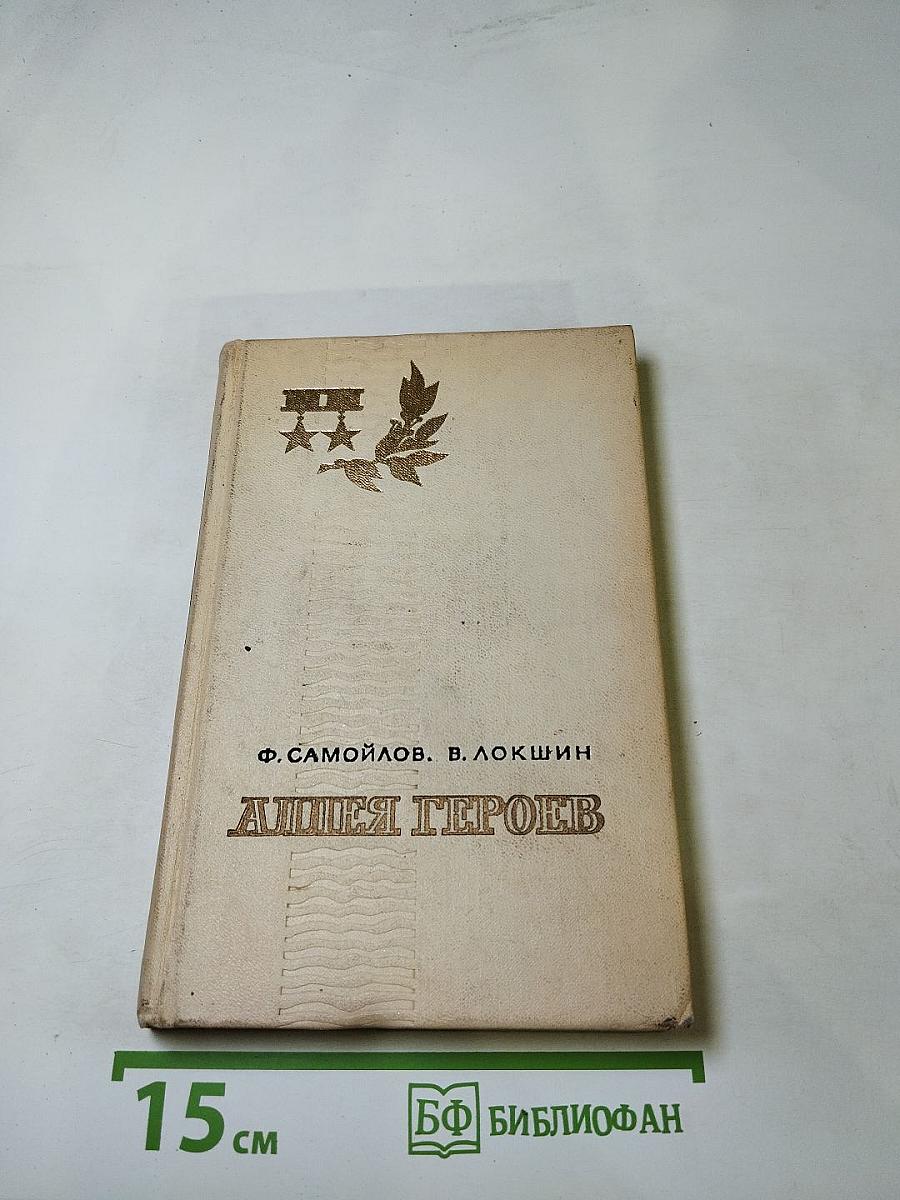 Ф. САМОЙЛОВ. В. ЛОКШИН
АЛЛЕЯ ГЕРОЕВ
15 см
БФ БИБЛИОФАН